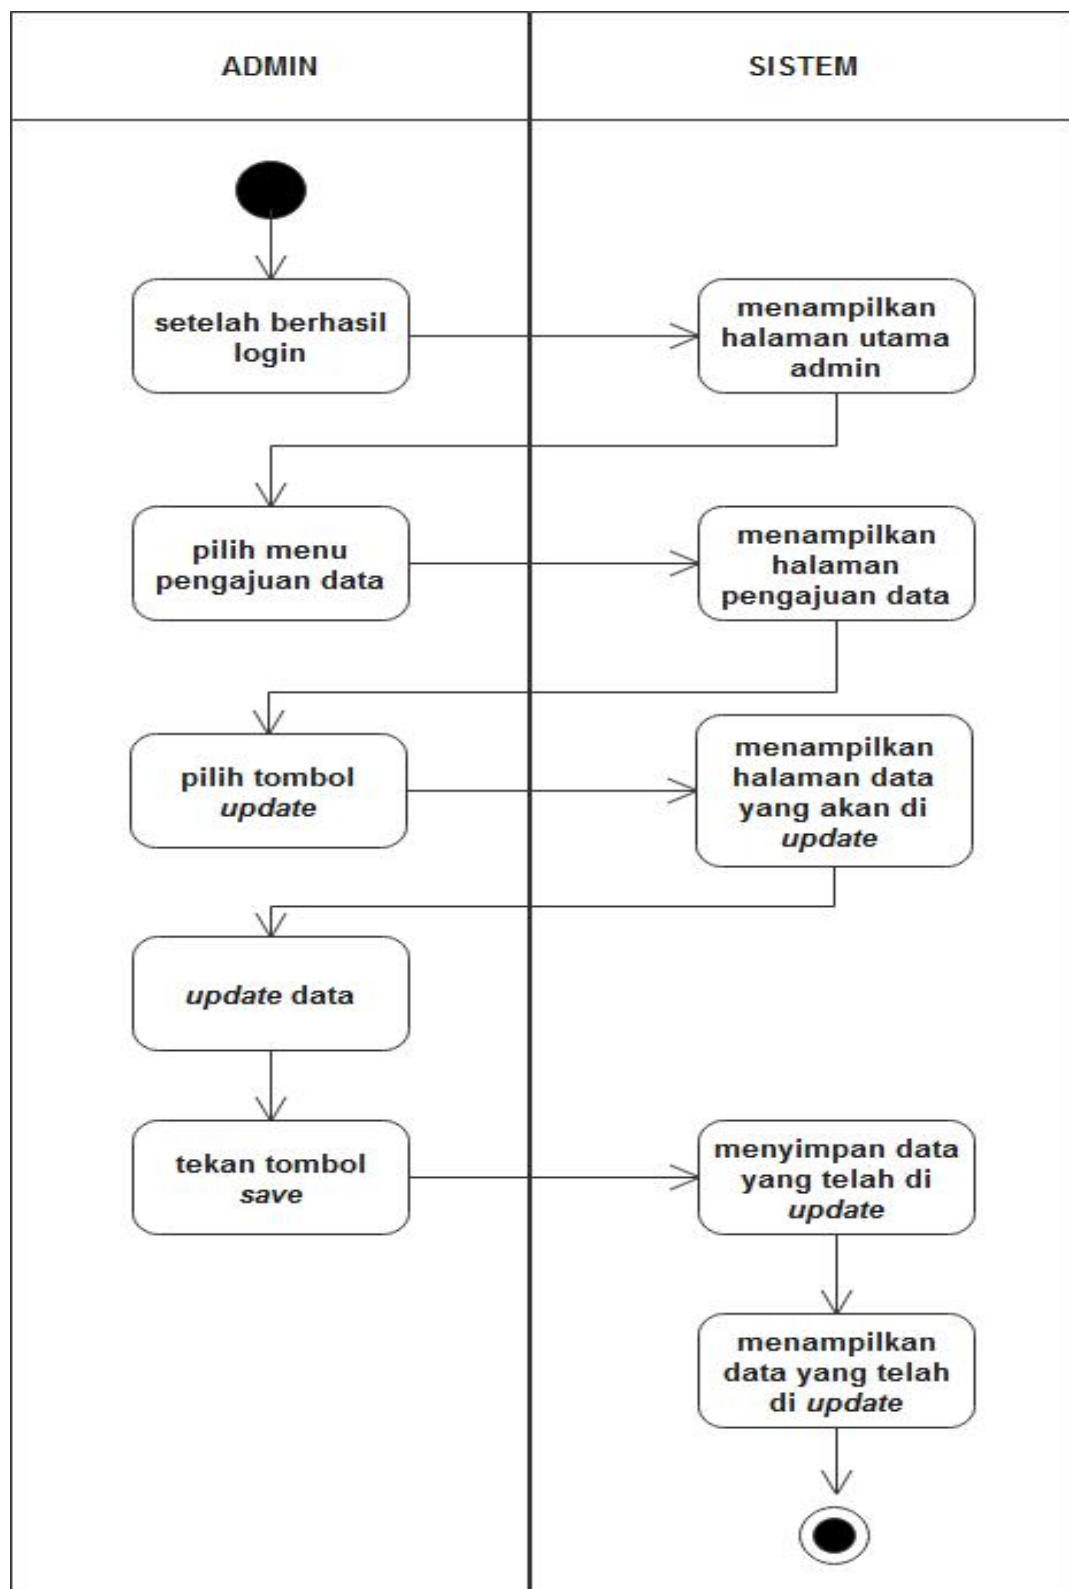 ADMIN
SISTEM
setelah berhasil
login
menampilkan
halaman utama
admin
pilih menu
pengajuan data
menampilkan
halaman
pengajuan data
pilih tombol
update
menampilkan
halaman data
yang akan di
update
update data
tekan tombol
save
menyimpan data
yang telah di
update
menampilkan
data yang telah
di update